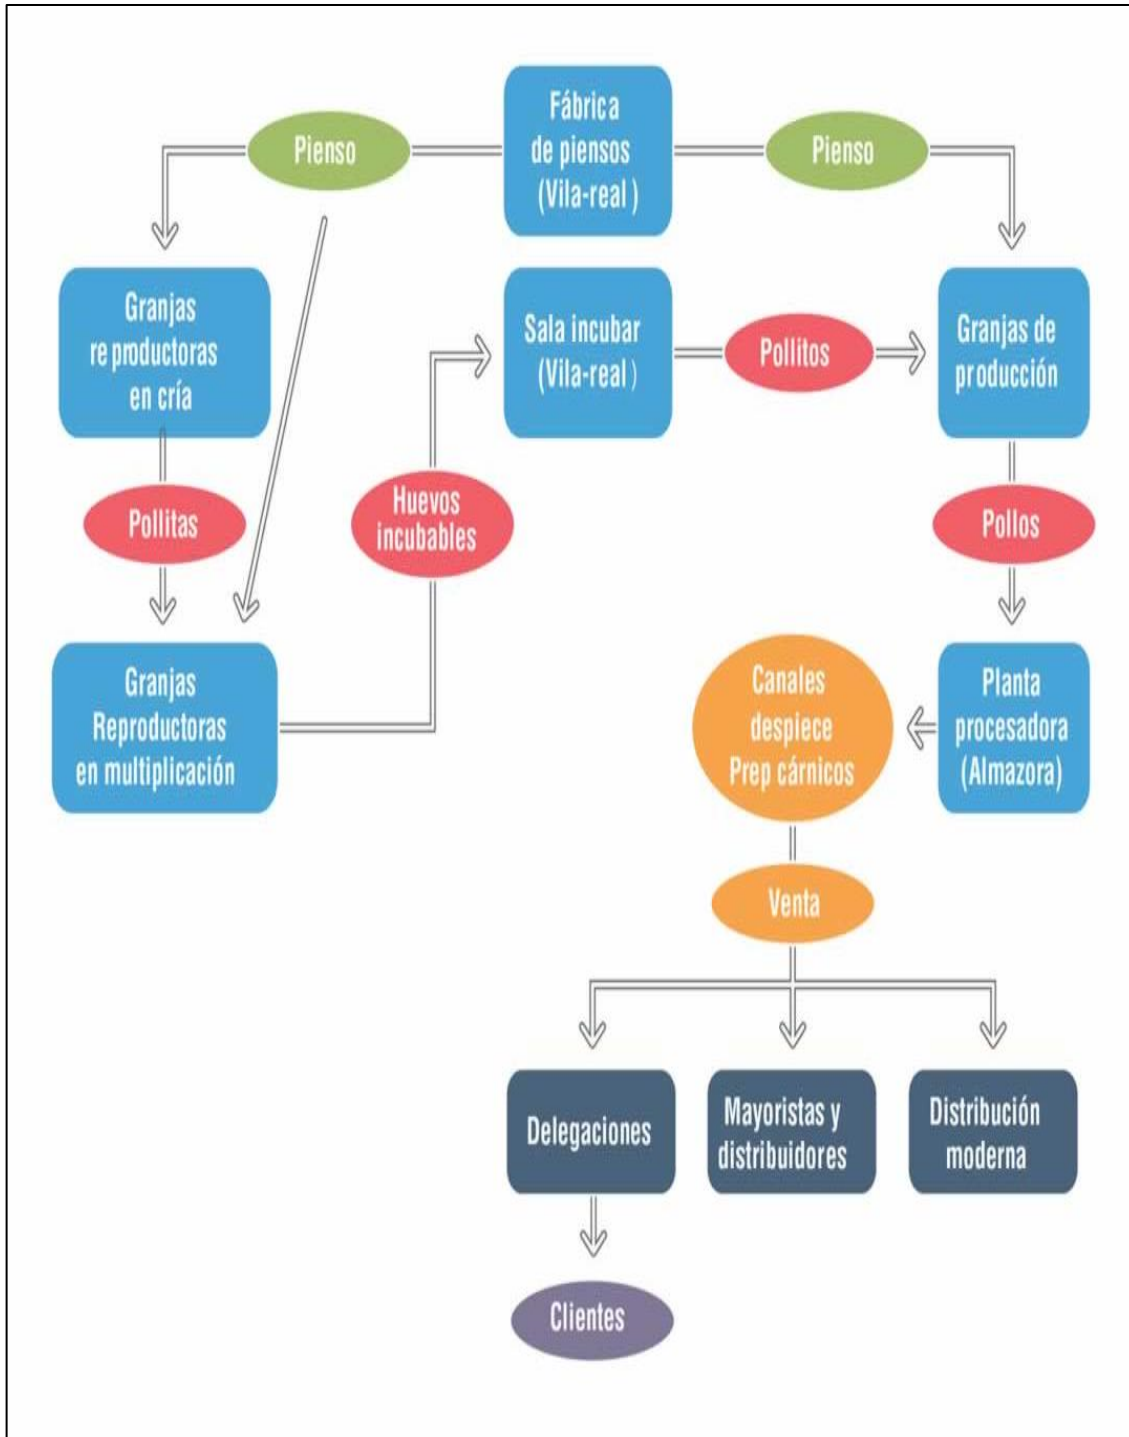 Pienso
Fábrica
de piensos
(Vila-real )
Pienso
Granjas
re productoras
en cría
Sala incubar
(Vila-real )
Pollitos
Granjas de
producción
Pollitas
Huevos
incubables
Pollos
Granjas
Reproductoras
en multiplicación
Canales
despiece
Prep cárnicos
Planta
procesadora
(Almazora)
Venta
Delegaciones
Mayoristas y
distribuidores
Distribución
moderna
Clientes